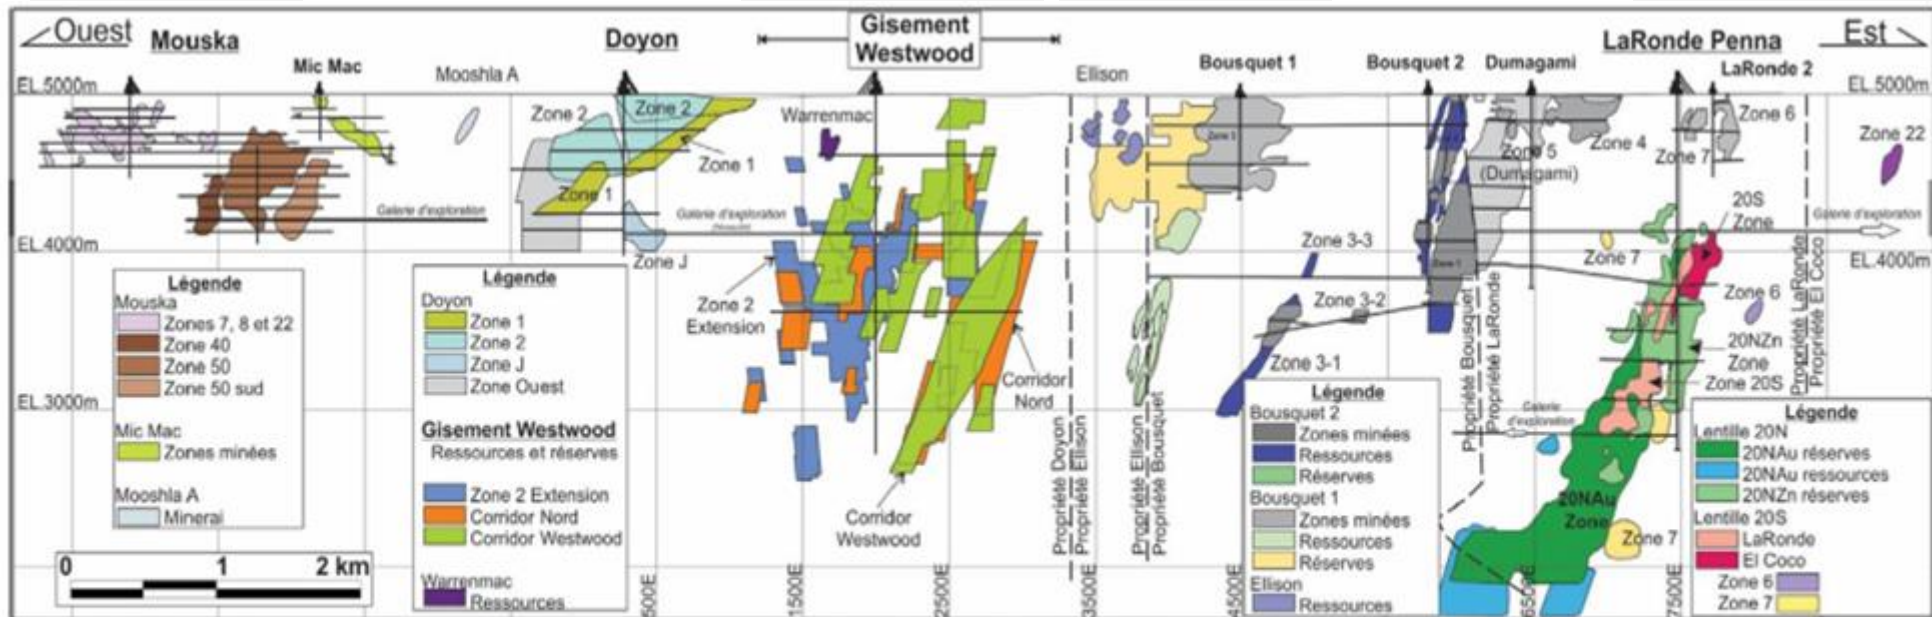 Ouest
Mouska
Mic Mac
Mooshla A
Doyon
Gisement
Westwood
Ellison
Bousquet 1
Bousquet 2
Dumagami
LaRonde Penna
LaRonde 2
Est
EL.5000m
EL.5000m
Zone 2
Zone 2
Zone 1
Zone 1
Warrenmac
Zone 5
(Dumagami)
Zone 4
Zone 6
Zone 7
Zone 22
Galerie d'exploration
Galerie d'exploration
Galerie d'exploration
20S
Zone
EL.4000m
EL.4000m
Zone J
Zone 2
Extension
Zone 3-3
Zone 3-2
Zone 3-1
Zone 7
Zone 6
20NZn
Zone
Zone 20S
EL.3000m
Corridor
Nord
Corridor
Westwood
Galerie
d'exploration
20NAu
Zone
Zone 7
Propriété Doyon
Propriété Ellison
Propriété Ellison
Propriété Bousquet
Propriété Bousquet
Propriété LaRonde
Propriété LaRonde
Propriété El Coco
Légende
Mouska
Zones 7, 8 et 22
Zone 40
Zone 50
Zone 50 sud
Mic Mac
Zones minées
Mooshla A
Minerai
Légende
Doyon
Zone 1
Zone 2
Zone J
Zone Ouest
Gisement Westwood
Ressources et réserves
Zone 2 Extension
Corridor Nord
Corridor Westwood
Warrenmac
Ressources
Légende
Bousquet 2
Zones minées
Ressources
Réserves
Bousquet 1
Zones minées
Ressources
Réserves
Ellison
Ressources
Légende
Lentille 20N
20NAu réserves
20NAu ressources
20NZn réserves
Lentille 20S
LaRonde
El Coco
Zone 6
Zone 7
0 1 2 km
1500E
2500E
3500E
4500E
7500E